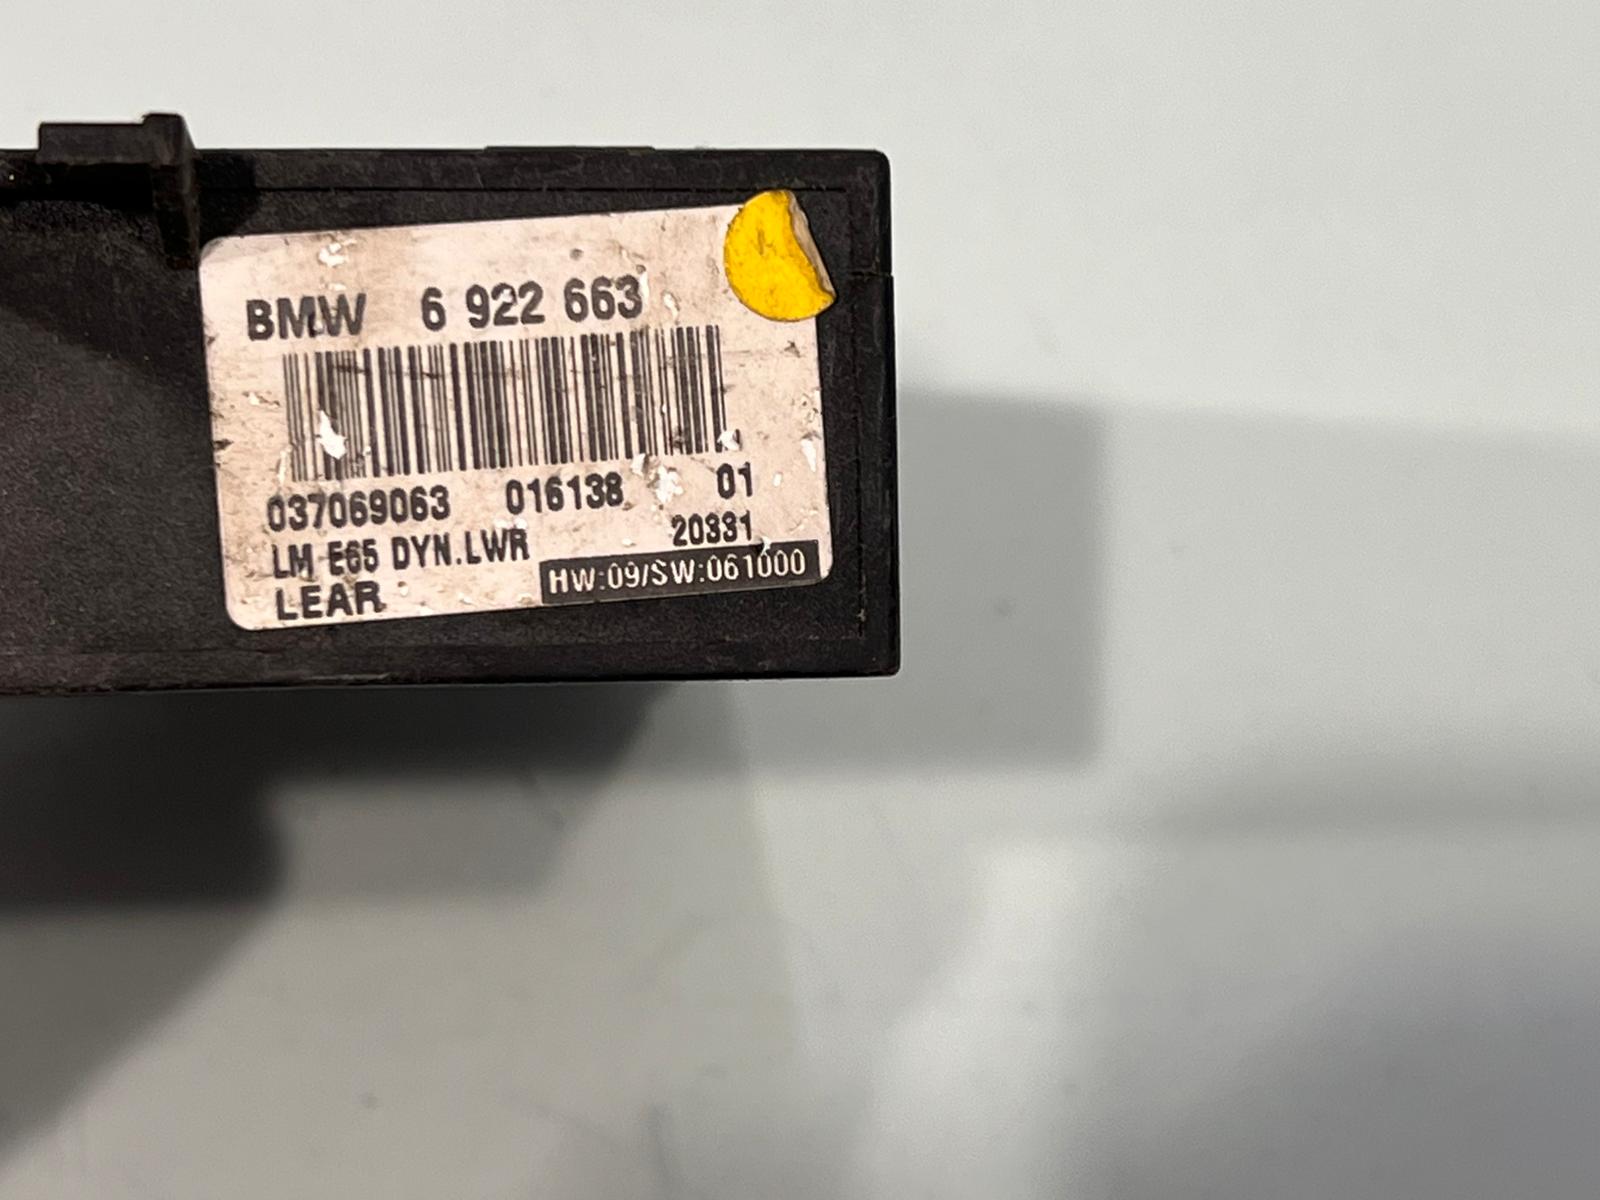 BMW 6 922 663
037069063 016138 01
LM E65 DYN.LWR 20331
LEAR HW:09/SW:061000